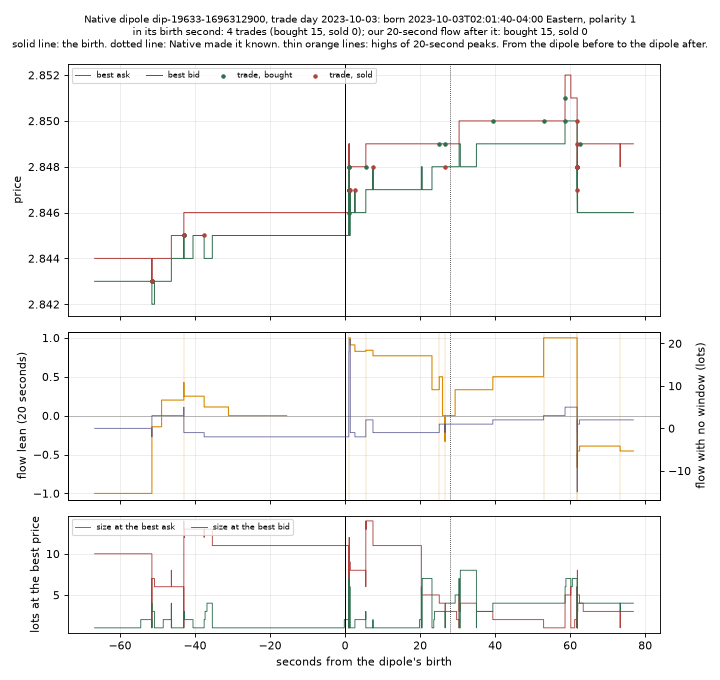 Native dipole dip-19633-1696312900, trade day 2023-10-03: born 2023-10-03T02:01:40-04:00 Eastern, polarity 1
in its birth second: 4 trades (bought 15, sold 0); our 20-second flow after it: bought 15, sold 0
solid line: the birth. dotted line: Native made it known. thin orange lines: highs of 20-second peaks. From the dipole before to the dipole after.
best ask
best bid
trade, bought
trade, sold
2.852
2.850
2.848
2.846
2.844
2.842
price
1.0
0.5
0.0
−0.5
−1.0
flow lean (20 seconds)
20
10
0
−10
flow with no window (lots)
size at the best ask
size at the best bid
10
5
lots at the best price
−60
−40
−20
0
20
40
60
80
seconds from the dipole's birth